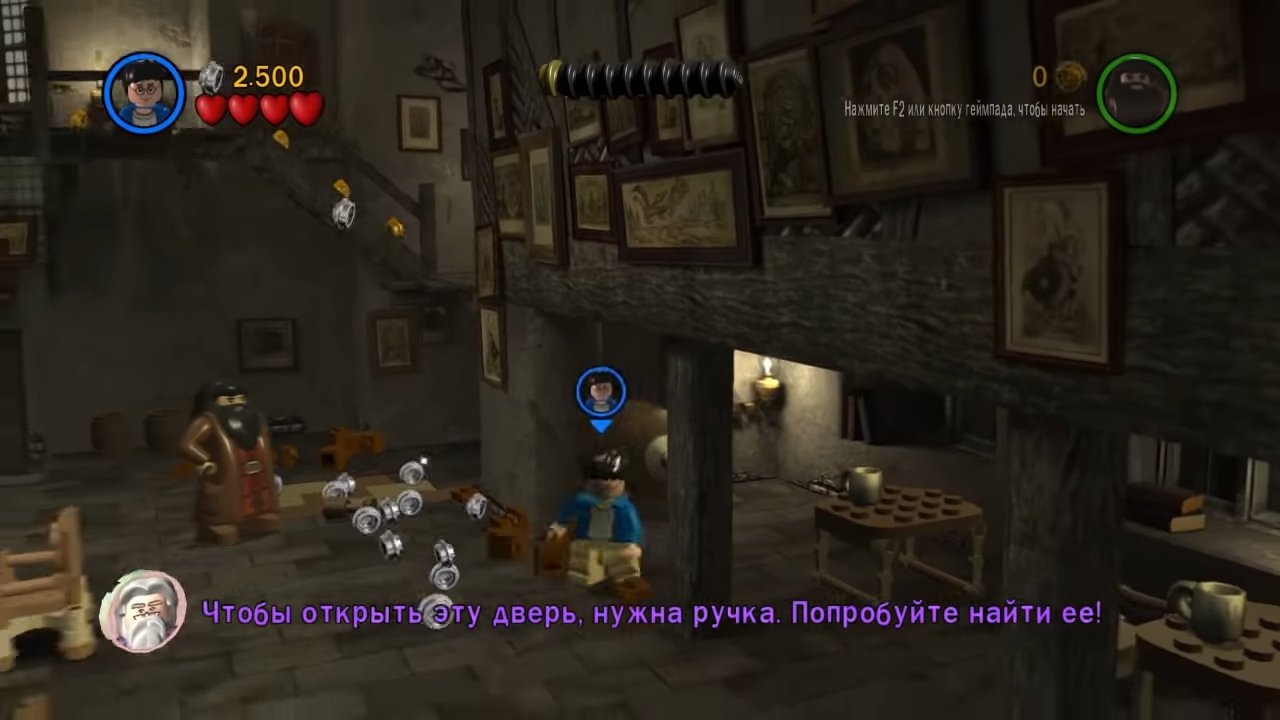 2.500
0
Нажмите F2 или кнопку геймпада, чтобы начать
Чтобы открыть эту дверь, нужна ручка. Попробуйте найти ее!